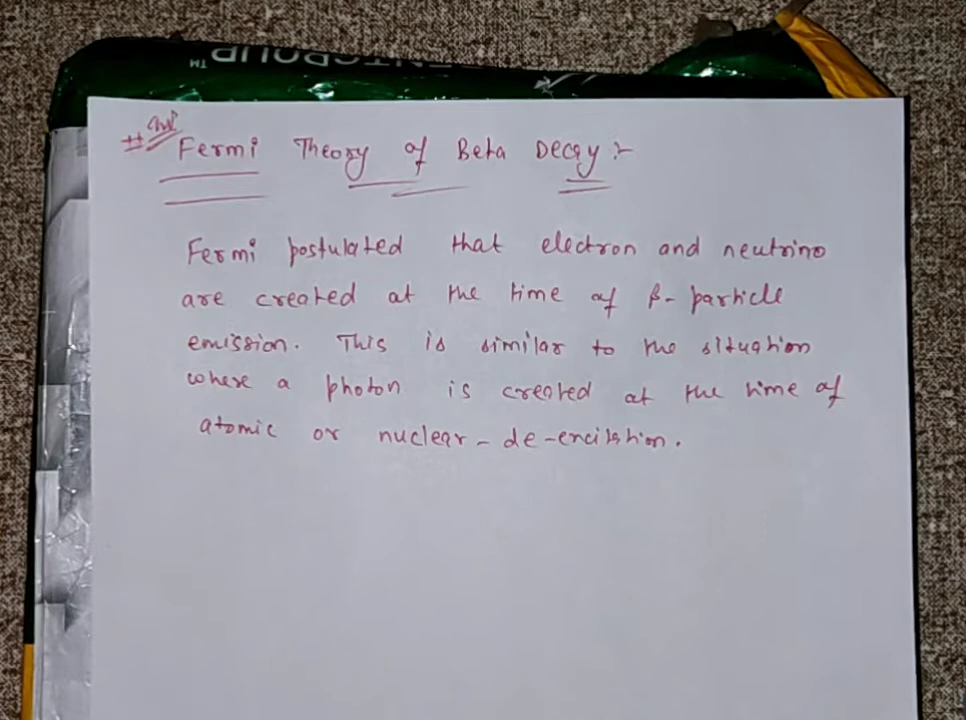 Fermi Theory of Beta Decay :-
Fermi postulated that electron and neutrino
are created at the time of β- particle
emission. This is similar to the situation
where a photon is created at the time of
atomic or nuclear - de-excitation.